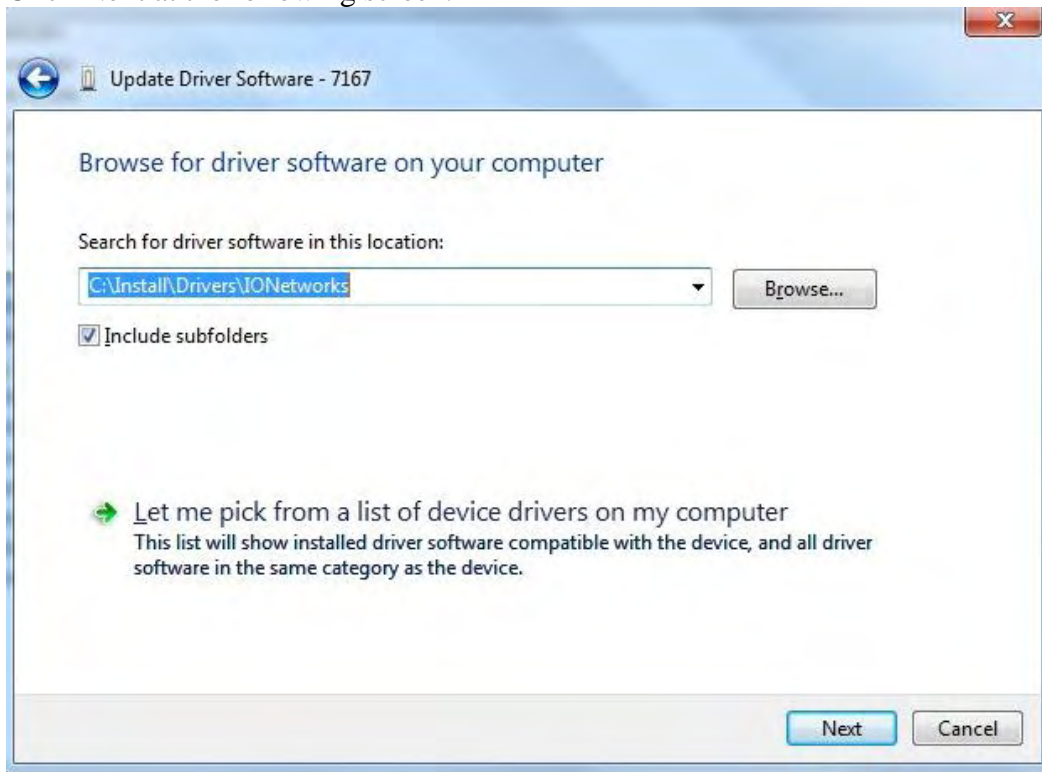 Update Driver Software - 7167
Browse for driver software on your computer
Search for driver software in this location:
C:\Install\Drivers\IONetworks
Browse...
Include subfolders
Let me pick from a list of device drivers on my computer
This list will show installed driver software compatible with the device, and all driver
software in the same category as the device.
Next Cancel